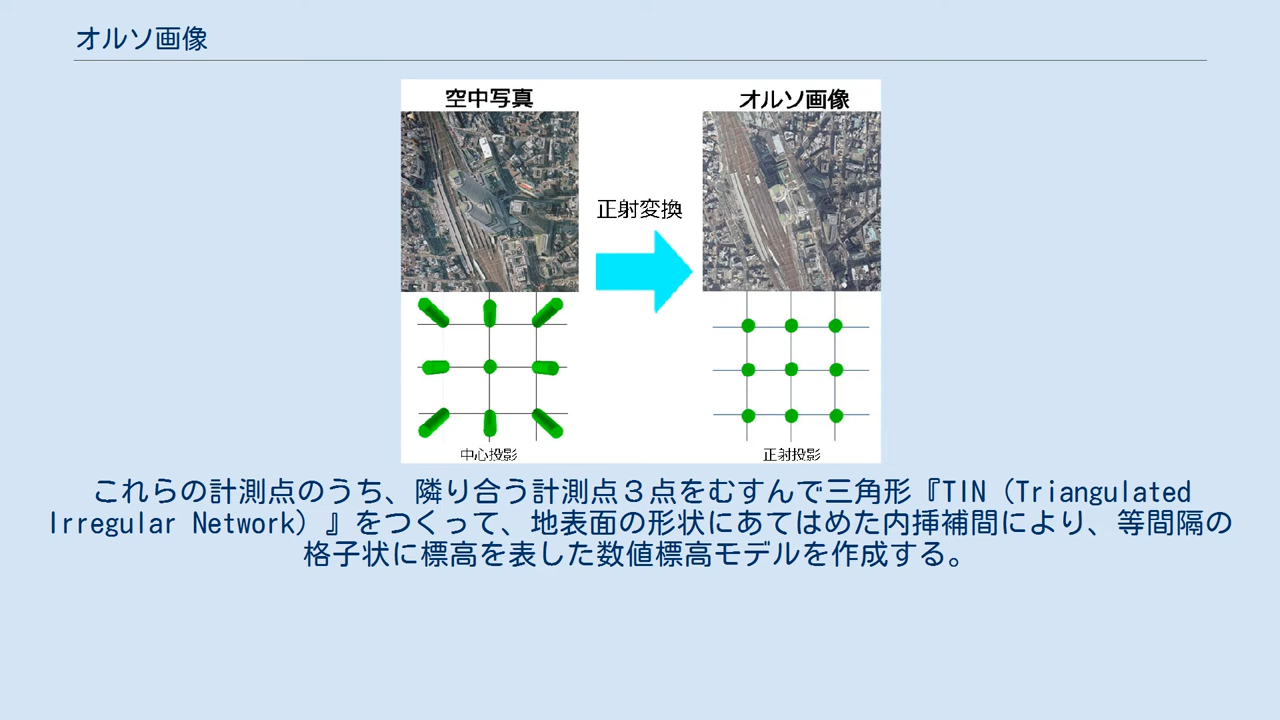 オルソ画像
空中写真
オルソ画像
正射変換
中心投影
正射投影
これらの計測点のうち、隣り合う計測点３点をむすんで三角形『TIN（Triangulated
Irregular Network）』をつくって、地表面の形状にあてはめた内挿補間により、等間隔の
格子状に標高を表した数値標高モデルを作成する。